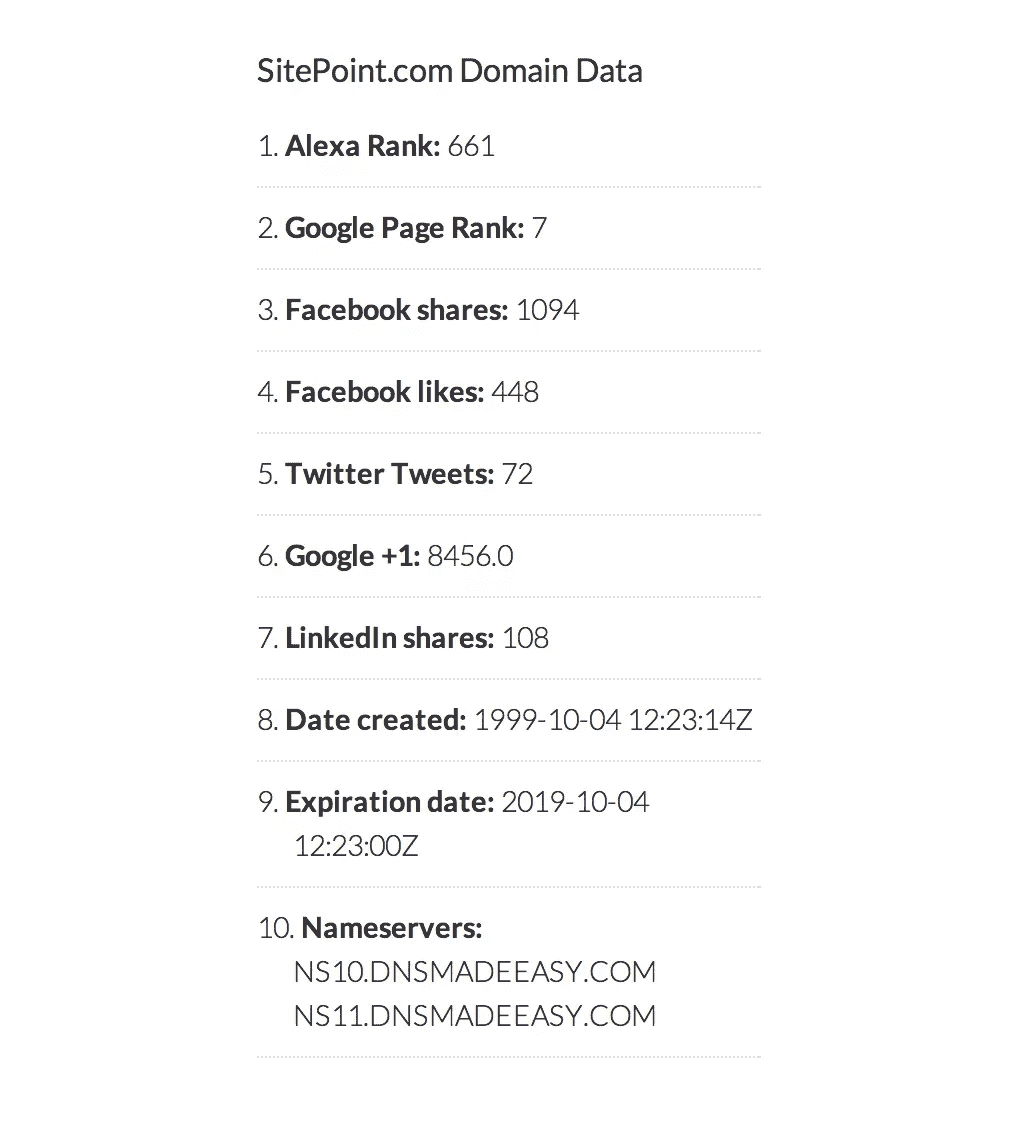 SitePoint.com Domain Data
1. Alexa Rank: 661
2. Google Page Rank: 7
3. Facebook shares: 1094
4. Facebook likes: 448
5. Twitter Tweets: 72
6. Google +1: 8456.0
7. LinkedIn shares: 108
8. Date created: 1999-10-04 12:23:14Z
9. Expiration date: 2019-10-04
12:23:00Z
10. Nameservers:
NS10.DNSMADEEASY.COM
NS11.DNSMADEEASY.COM